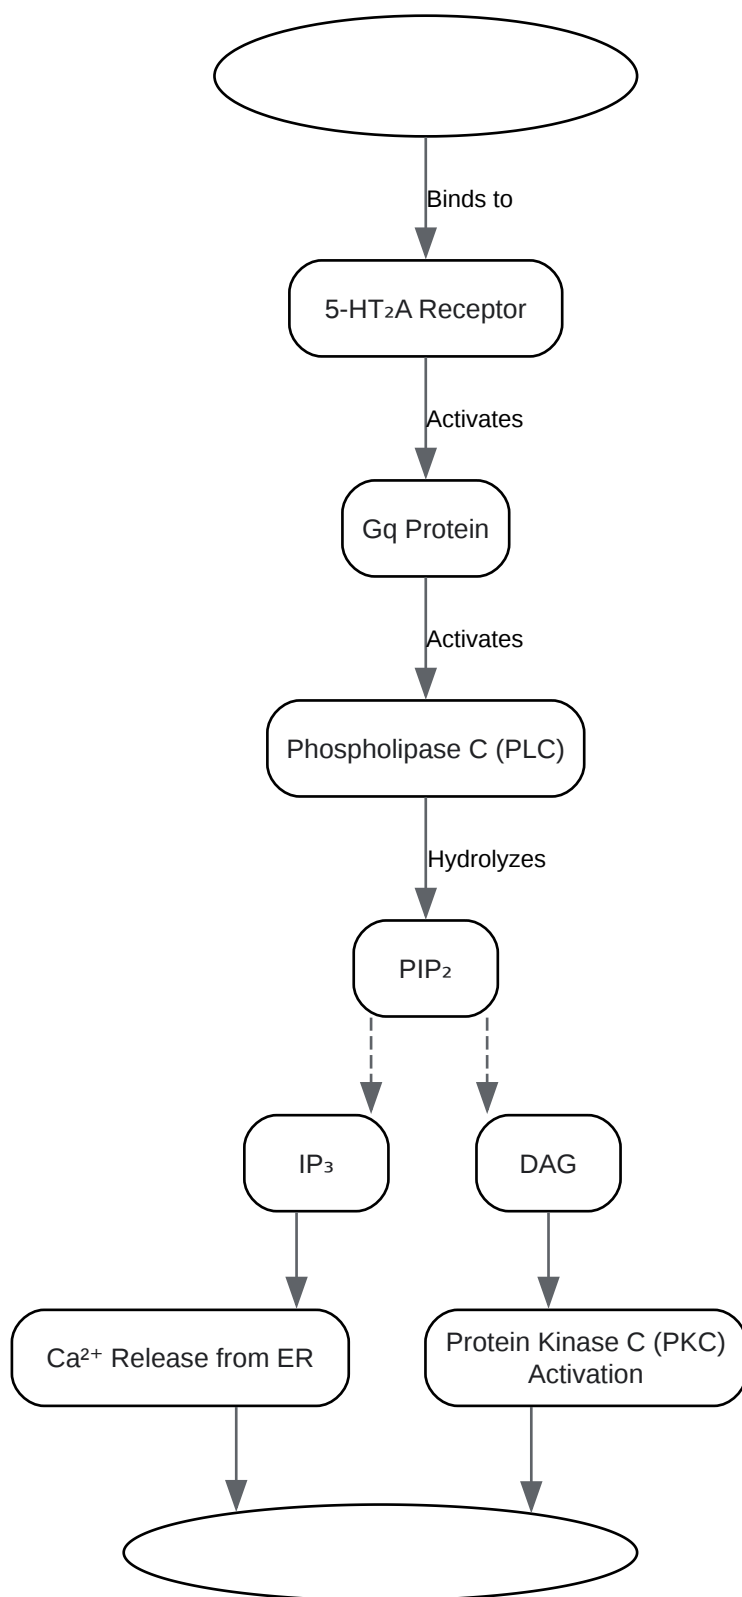 Binds to
5-HT₂A Receptor
Activates
Gq Protein
Activates
Phospholipase C (PLC)
Hydrolyzes
PIP₂
IP₃
DAG
Ca²⁺ Release from ER
Protein Kinase C (PKC)
Activation